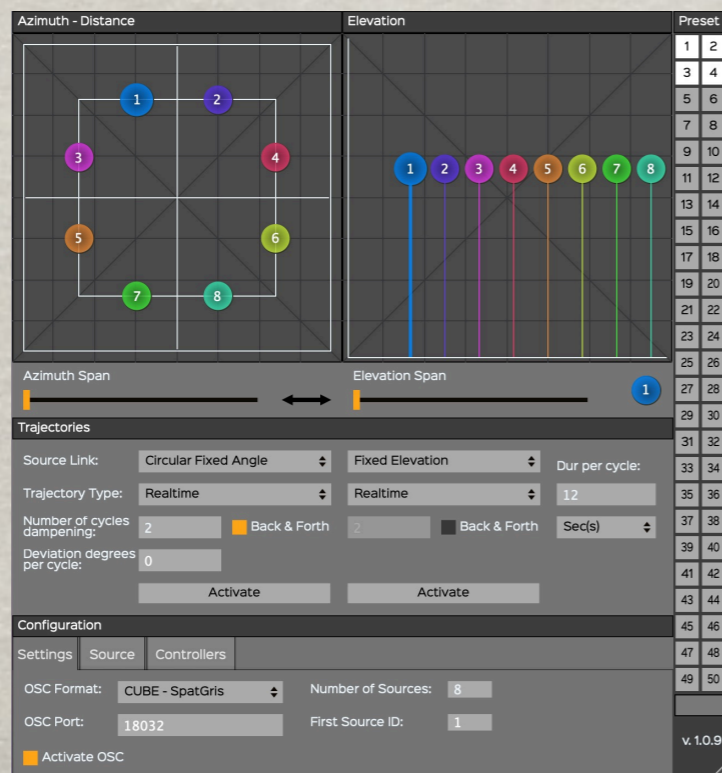 Azimuth - Distance
Elevation
Preset
1 2
3 4
5 6
7 8
9 10
11 12
13 14
15 16
17 18
19 20
21 22
23 24
25 26
27 28
29 30
31 32
33 34
35 36
37 38
39 40
41 42
43 44
45 46
47 48
49 50
v. 1.0.9
1 2
3 4
5 6
7 8
1 2 3 4 5 6 7 8
Azimuth Span
Elevation Span
1
Trajectories
Source Link: Circular Fixed Angle Fixed Elevation Dur per cycle:
Trajectory Type: Realtime Realtime 12
Number of cycles
dampening: 2 Back & Forth 2 Back & Forth Sec(s)
Deviation degrees
per cycle: 0
Activate Activate
Configuration
Settings Source Controllers
OSC Format: CUBE - SpatGris Number of Sources: 8
OSC Port: 18032 First Source ID: 1
Activate OSC